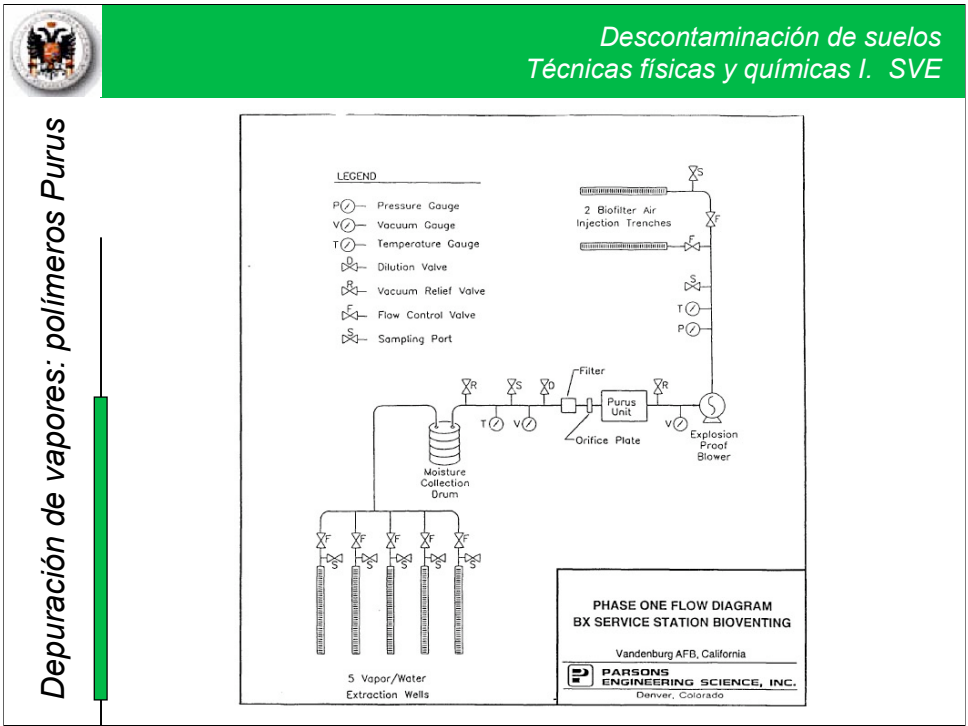 Descontaminación de suelos
Técnicas físicas y químicas I. SVE
Depuración de vapores: polímeros Purus
LEGEND
P Pressure Gauge
V Vacuum Gauge
T Temperature Gauge
D Dilution Valve
R Vacuum Relief Valve
F Flow Control Valve
S Sampling Port
S
2 Biofilter Air
Injection Trenches
F
F
S
T
P
R
S
D
Filter
R
Purus
Unit
T
V
Orifice Plate
V
Explosion
Proof
Blower
Moisture
Collection
Drum
F
F
F
F
F
S
S
S
S
S
5 Vapor/Water
Extraction Wells
PHASE ONE FLOW DIAGRAM
BX SERVICE STATION BIOVENTING
Vandenburg AFB, California
PARSONS
ENGINEERING SCIENCE, INC.
Denver, Colorado